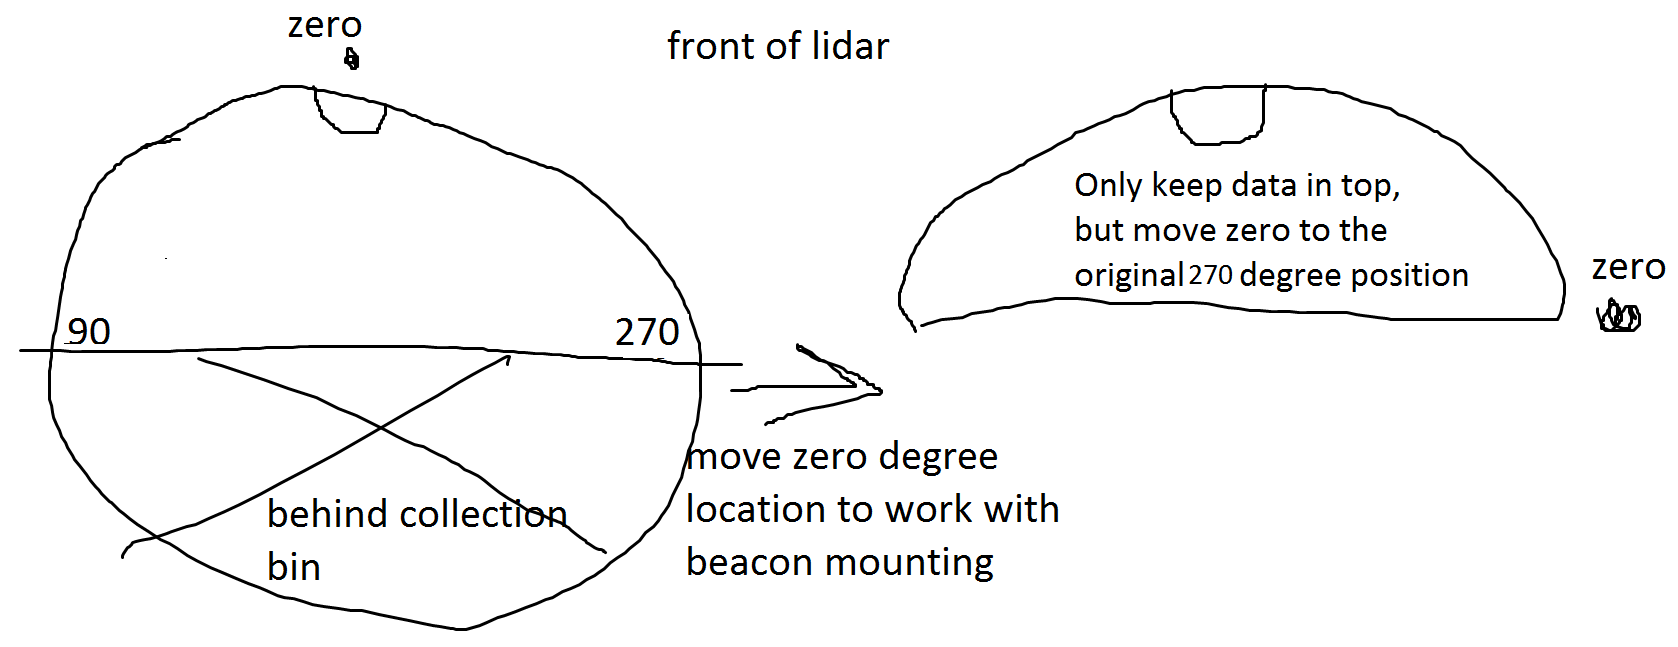 zero
front of lidar
Only keep data in top,
but move zero to the
original 270 degree position
zero
90
270
move zero degree
location to work with
beacon mounting
behind collection
bin